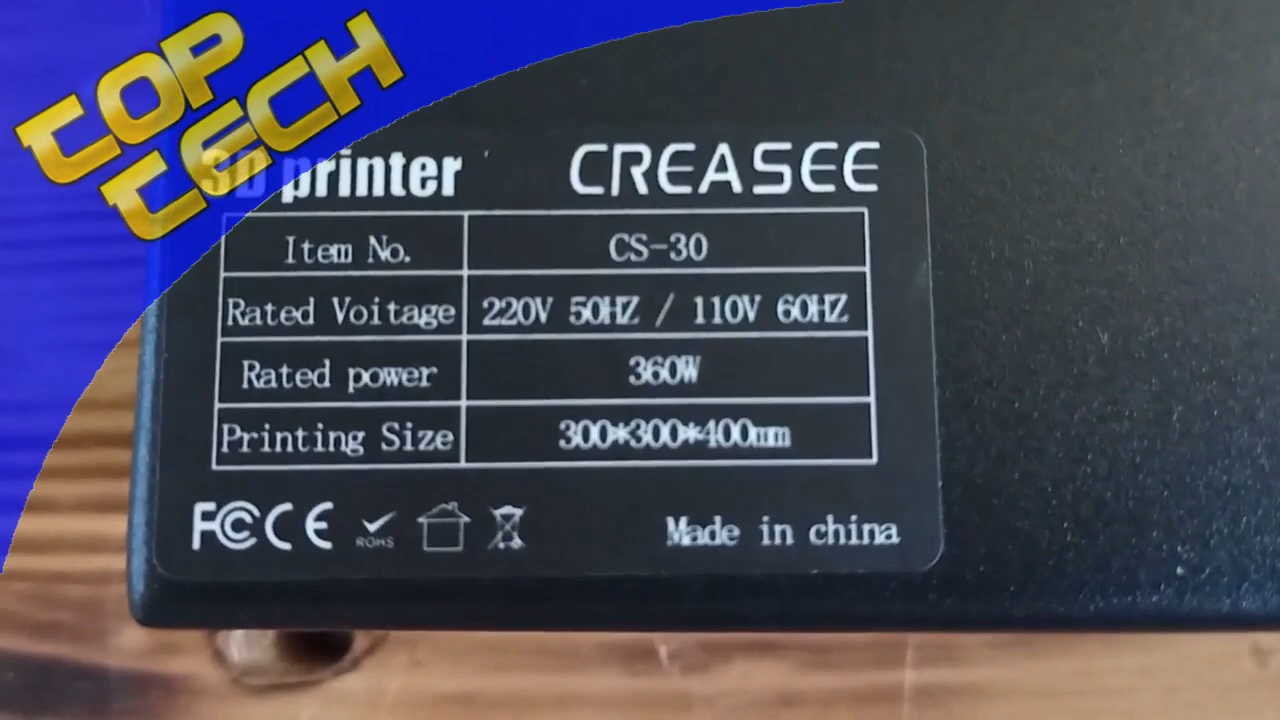 TOP
TECH
3D printer CREASEE
Item No. CS-30
Rated Voitage 220V 50HZ / 110V 60HZ
Rated power 360W
Printing Size 300*300*400mm
FC CE ROHS Made in china